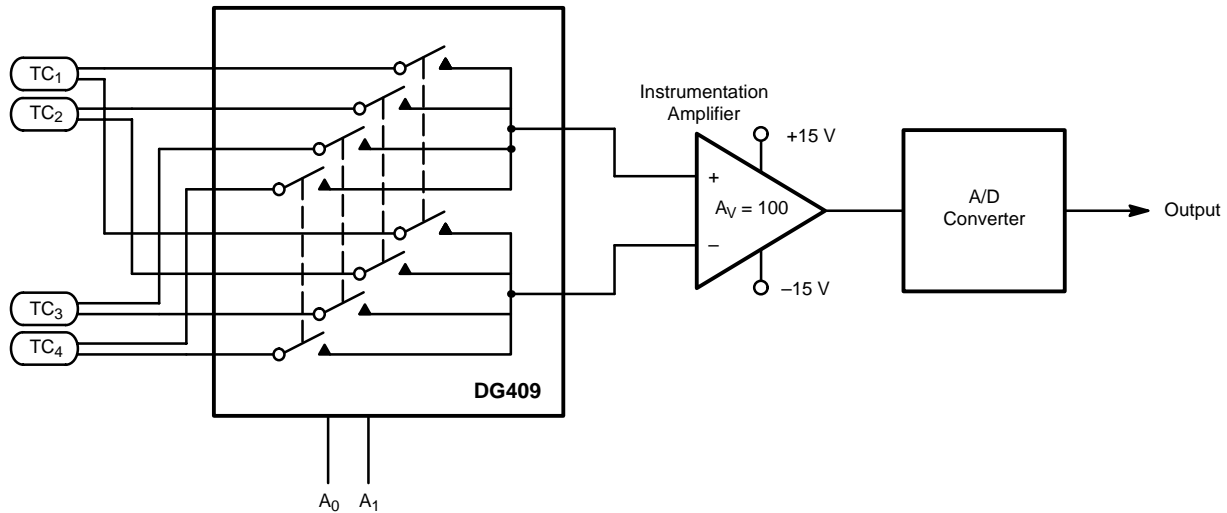 TC1
TC2
TC3
TC4
DG409
A0
A1
Instrumentation
Amplifier
+15 V
+
AV = 100
–
–15 V
A/D
Converter
Output